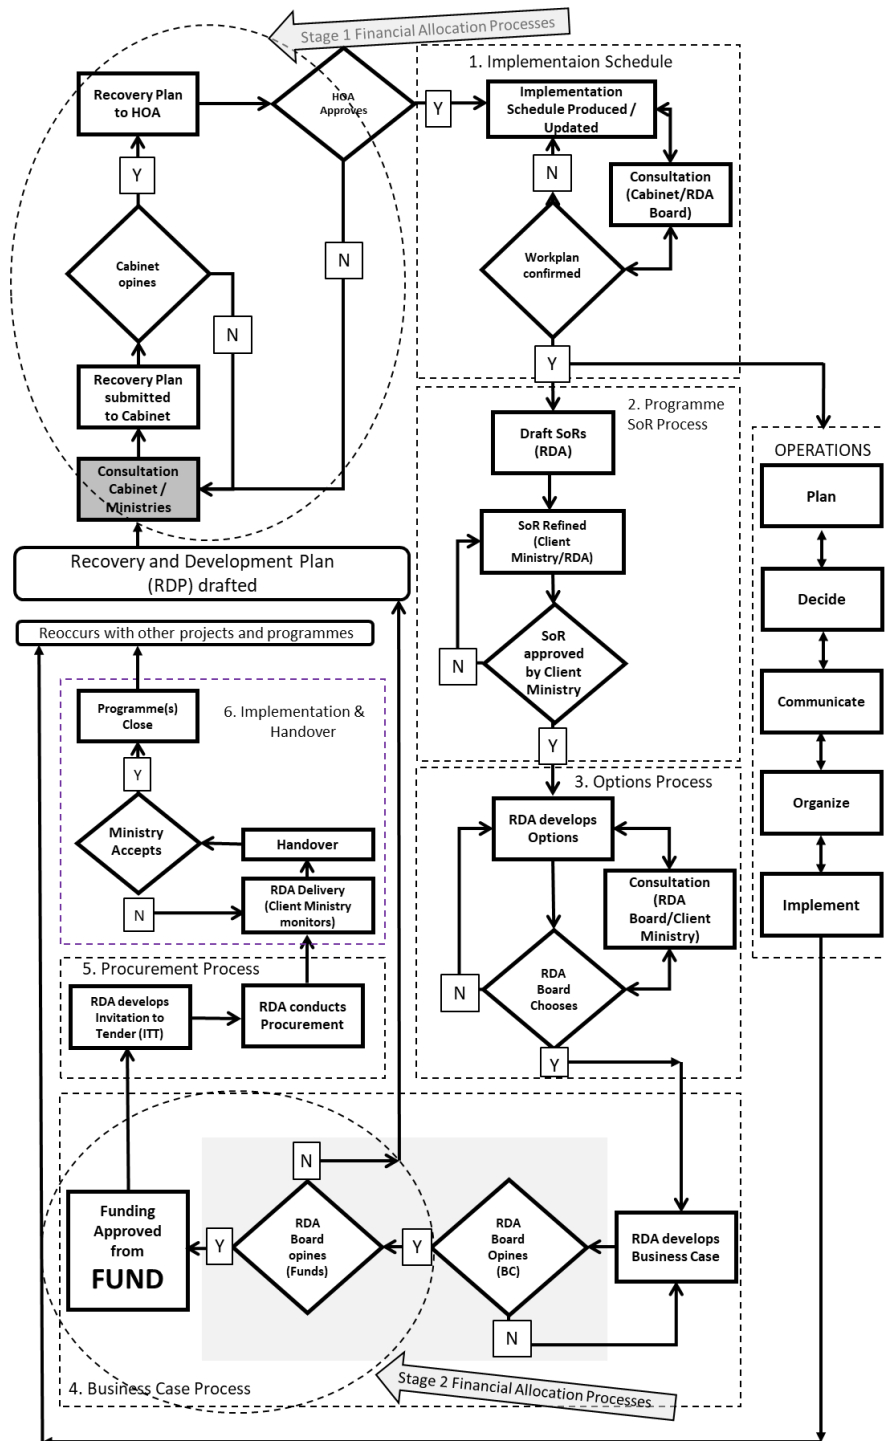 Stage 1 Financial Allocation Processes
Recovery Plan
to HOA
HOA
Approves
Y
1. Implementaion Schedule
Implementation
Schedule Produced /
Updated
Y
N
Consultation
(Cabinet/RDA
Board)
Cabinet
opines
N
Workplan
confirmed
N
Y
Recovery Plan
submitted
to Cabinet
2. Programme
SoR Process
Draft SoRs
(RDA)
Consultation
Cabinet /
Ministries
OPERATIONS
Plan
SoR Refined
(Client
Ministry/RDA)
Recovery and Development Plan
(RDP) drafted
Decide
Reoccurs with other projects and programmes
SoR
approved
by Client
Ministry
N
Communicate
Programme(s)
Close
6. Implementation &
Handover
Y
Y
3. Options Process
RDA develops
Options
Organize
Ministry
Accepts
Handover
RDA Delivery
(Client Ministry
monitors)
N
Consultation
(RDA
Board/Client
Ministry)
Implement
5. Procurement Process
RDA develops
Invitation to
Tender (ITT)
RDA conducts
Procurement
RDA
Board
Chooses
N
Y
N
Funding
Approved
from
FUND
Y
RDA
Board
opines
(Funds)
Y
RDA
Board
Opines
(BC)
RDA develops
Business Case
N
4. Business Case Process
Stage 2 Financial Allocation Processes